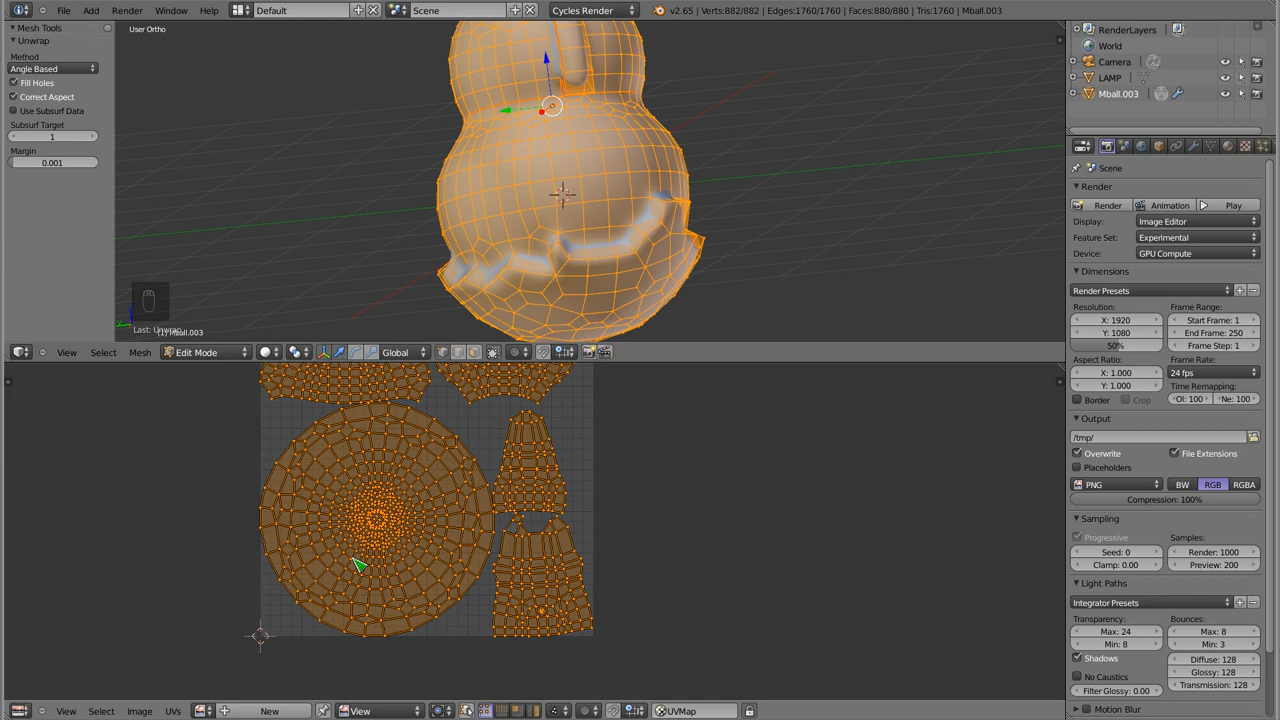 File Add Render Window Help Default Scene Cycles Render v2.65 | Verts:882/882 | Edges:1760/1760 | Faces:880/880 | Tris:1760 | Mball.003
Mesh Tools
Unwrap
Method
Angle Based
Fill Holes
Correct Aspect
Use Subsurf Data
Subsurf Target
1
Margin
0.001
User Ortho
Last: Unwrap
(1) Mball.003
View Select Mesh Edit Mode Global
RenderLayers
World
Camera
LAMP
Mball.003
Scene
Render
Render Animation Play
Display: Image Editor
Feature Set: Experimental
Device: GPU Compute
Dimensions
Render Presets
Resolution: Frame Range:
X: 1920 Start Frame: 1
Y: 1080 End Frame: 250
50% Frame Step: 1
Aspect Ratio: Frame Rate:
X: 1.000 24 fps
Y: 1.000 Time Remapping:
Border Crop Ol: 100 Ne: 100
Output
/tmp/
Overwrite File Extensions
Placeholders
PNG BW RGB RGBA
Compression: 100%
Sampling
Progressive Samples:
Seed: 0 Render: 1000
Clamp: 0.00 Preview: 200
Light Paths
Integrator Presets
Transparency: Bounces:
Max: 24 Max: 8
Min: 8 Min: 3
Shadows Diffuse: 128
No Caustics Glossy: 128
Filter Glossy: 0.00 Transmission: 128
Motion Blur
View Select Image UVs New View UVMap